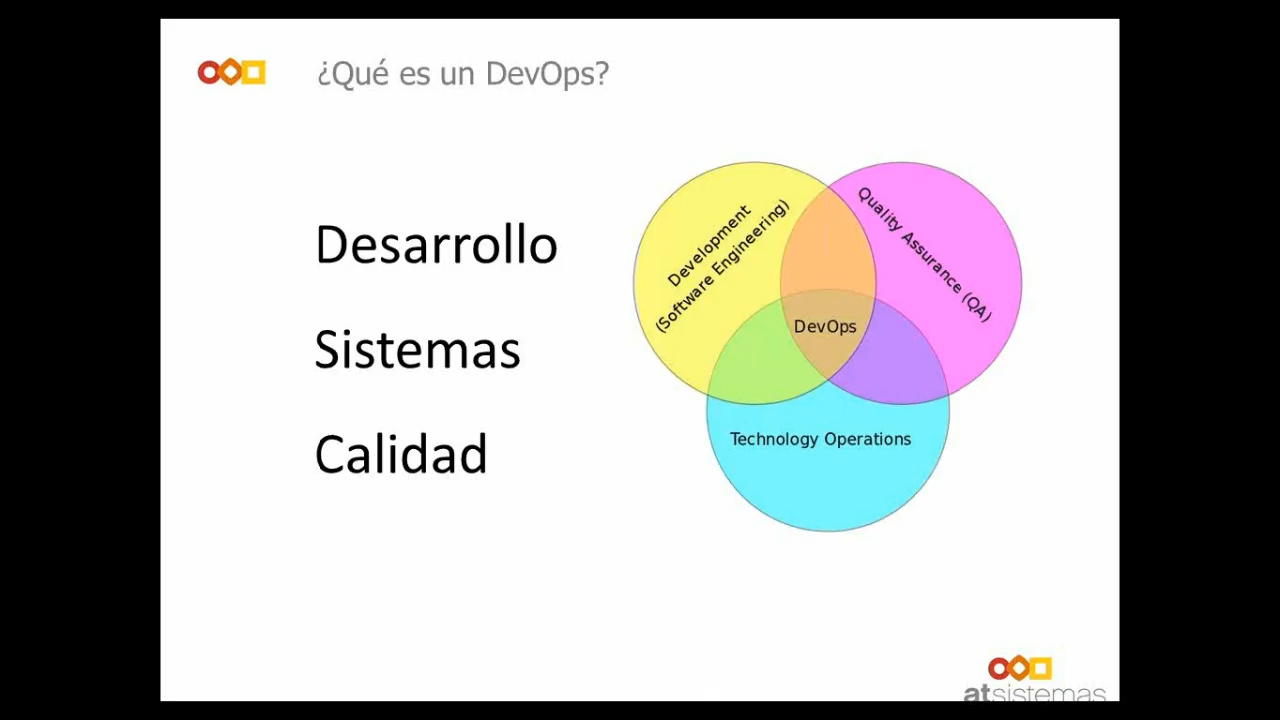 ¿Qué es un DevOps?
Desarrollo
Sistemas
Calidad
Development
(Software Engineering)
Quality Assurance (QA)
DevOps
Technology Operations
atsistemas